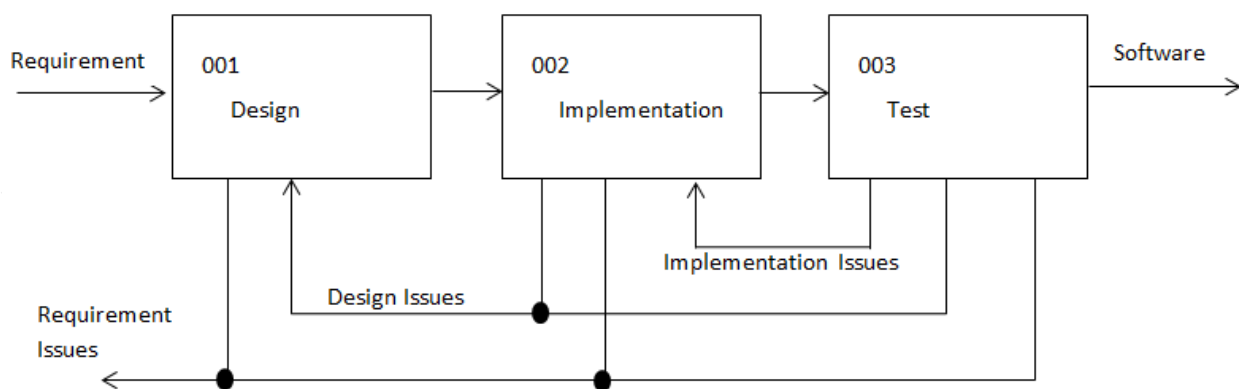 Requirement
001
Design
002
Implementation
003
Test
Software
Implementation Issues
Design Issues
Requirement
Issues